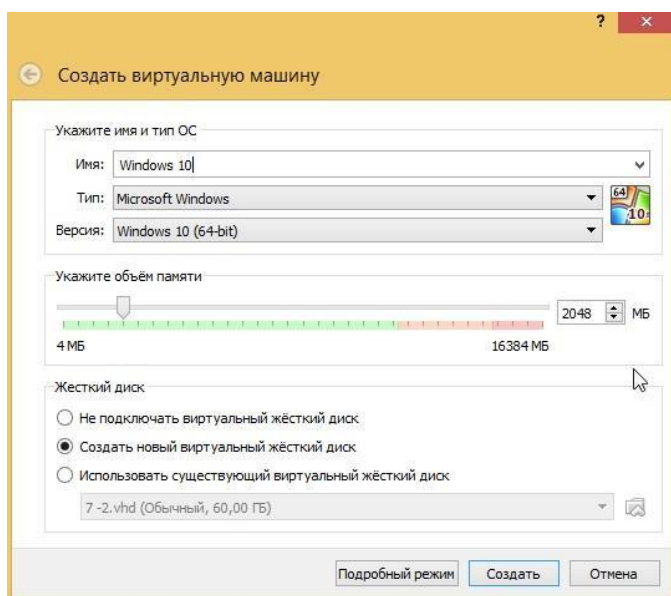 ?
Создать виртуальную машину
Укажите имя и тип ОС
Имя: Windows 10
Тип: Microsoft Windows
64
10
Версия: Windows 10 (64-bit)
Укажите объём памяти
2048 МБ
4 МБ 16384 МБ
Жесткий диск
Не подключать виртуальный жёсткий диск
Создать новый виртуальный жёсткий диск
Использовать существующий виртуальный жёсткий диск
7 -2.vhd (Обычный, 60,00 ГБ)
Подробный режим Создать Отмена